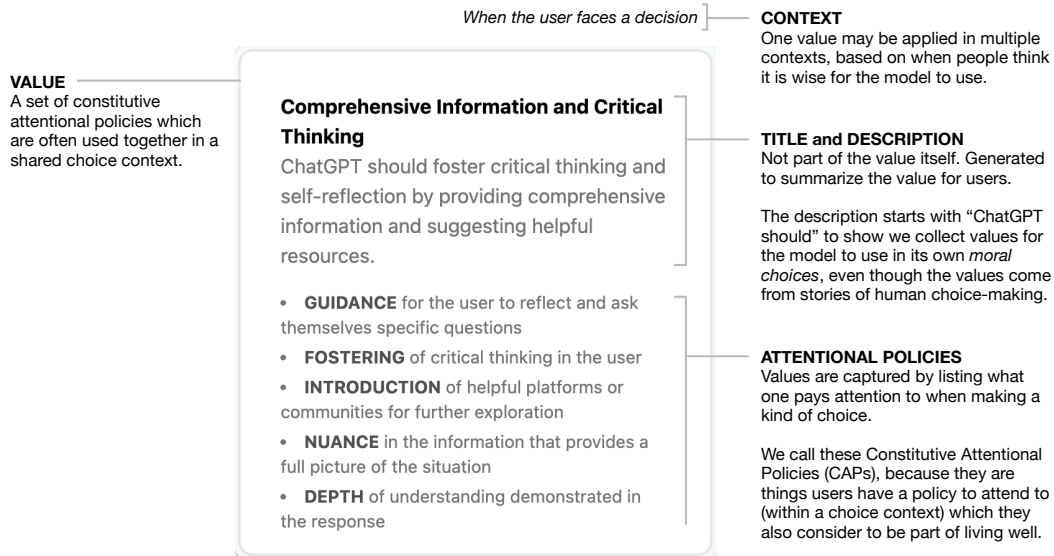 When the user faces a decision
VALUE
A set of constitutive
attentional policies which
are often used together in a
shared choice context.
Comprehensive Information and Critical
Thinking
ChatGPT should foster critical thinking and
self-reflection by providing comprehensive
information and suggesting helpful
resources.
• GUIDANCE for the user to reflect and ask
themselves specific questions
• FOSTERING of critical thinking in the user
• INTRODUCTION of helpful platforms or
communities for further exploration
• NUANCE in the information that provides a
full picture of the situation
• DEPTH of understanding demonstrated in
the response
CONTEXT
One value may be applied in multiple
contexts, based on when people think
it is wise for the model to use.
TITLE and DESCRIPTION
Not part of the value itself. Generated
to summarize the value for users.
The description starts with “ChatGPT
should” to show we collect values for
the model to use in its own moral
choices, even though the values come
from stories of human choice-making.
ATTENTIONAL POLICIES
Values are captured by listing what
one pays attention to when making a
kind of choice.
We call these Constitutive Attentional
Policies (CAPs), because they are
things users have a policy to attend to
(within a choice context) which they
also consider to be part of living well.